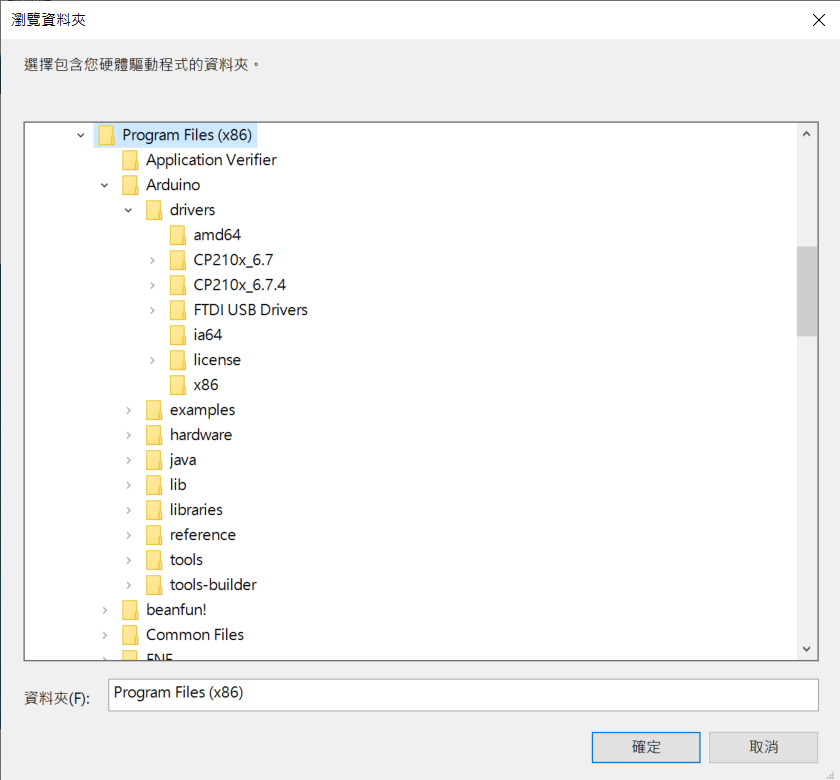 瀏覽資料夾
選擇包含您硬體驅動程式的資料夾。
Program Files (x86)
Application Verifier
Arduino
drivers
amd64
CP210x_6.7
CP210x_6.7.4
FTDI USB Drivers
ia64
license
x86
examples
hardware
java
lib
libraries
reference
tools
tools-builder
beanfun!
Common Files
資料夾(F): Program Files (x86)
確定 取消